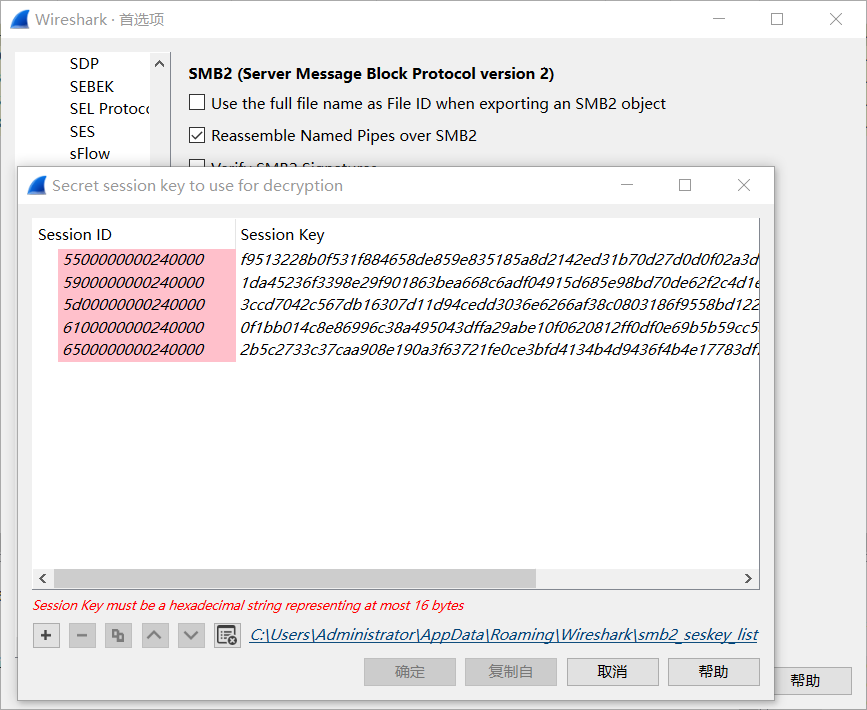 Wireshark · 首选项
SDP
SEBEK
SEL Protoc
SES
sFlow
SMB2 (Server Message Block Protocol version 2)
Use the full file name as File ID when exporting an SMB2 object
Reassemble Named Pipes over SMB2
Verify SMB2 Signatures
Secret session key to use for decryption
Session ID Session Key
5500000000240000 f9513228b0f531f884658de859e835185a8d2142ed31b70d27d0d0f02a3d
5900000000240000 1da45236f3398e29f901863bea668c6adf04915d685e98bd70de62f2c4d1e
5d00000000240000 3ccd7042c567db16307d11d94cedd3036e6266af38c0803186f9558bd122
6100000000240000 0f1bb014c8e86996c38a495043dffa29abe10f0620812ff0df0e69b5b59cc5
6500000000240000 2b5c2733c37caa908e190a3f63721fe0ce3bfd4134b4d9436f4b4e17783df
Session Key must be a hexadecimal string representing at most 16 bytes
C:\Users\Administrator\AppData\Roaming\Wireshark\smb2_seskey_list
确定 复制自 取消 帮助
帮助